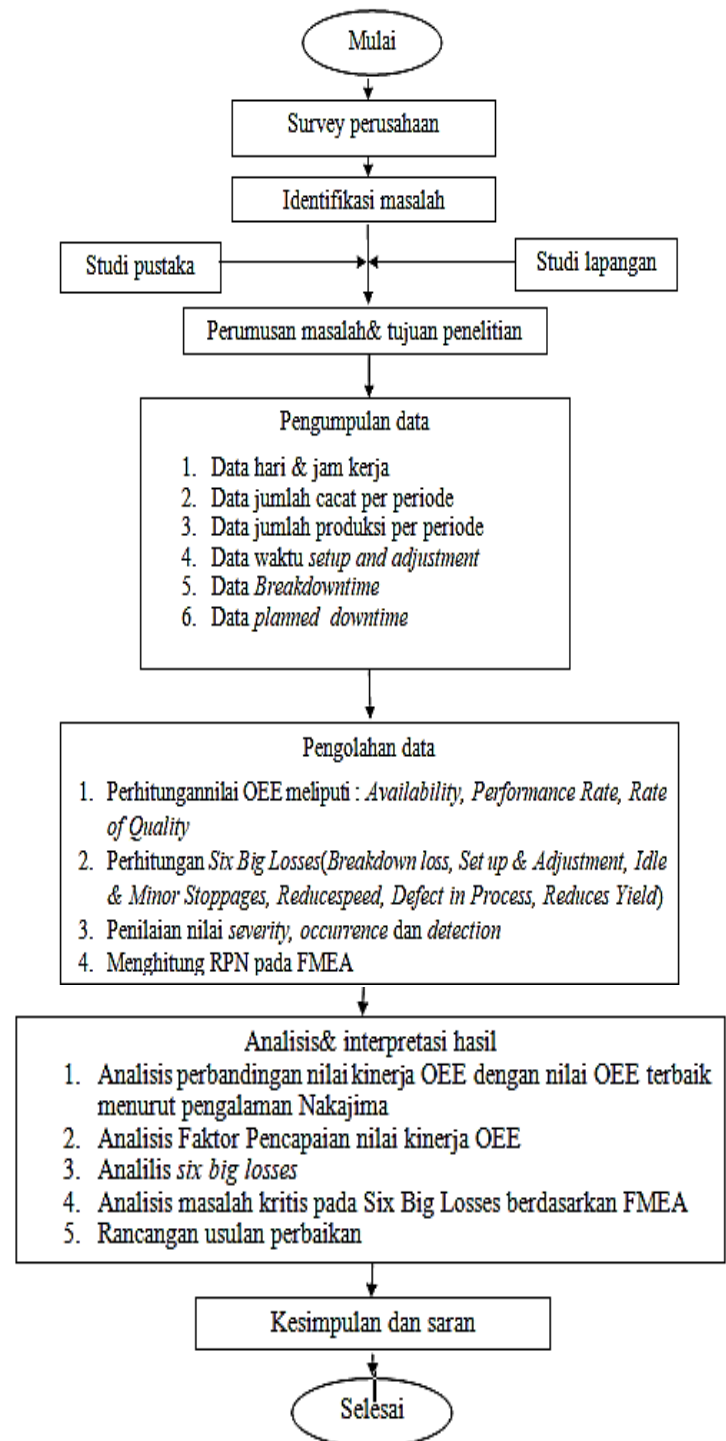 Mulai
Survey perusahaan
Identifikasi masalah
Studi pustaka
Studi lapangan
Perumusan masalah& tujuan penelitian
Pengumpulan data
1. Data hari & jam kerja
2. Data jumlah cacat per periode
3. Data jumlah produksi per periode
4. Data waktu setup and adjustment
5. Data Breakdowntime
6. Data planned downtime
Pengolahan data
1. Perhitungannilai OEE meliputi : Availability, Performance Rate, Rate
of Quality
2. Perhitungan Six Big Losses(Breakdown loss, Set up & Adjustment, Idle
& Minor Stoppages, Reducespeed, Defect in Process, Reduces Yield)
3. Penilaian nilai severity, occurrence dan detection
4. Menghitung RPN pada FMEA
Analisis& interpretasi hasil
1. Analisis perbandingan nilai kinerja OEE dengan nilai OEE terbaik
menurut pengalaman Nakajima
2. Analisis Faktor Pencapaian nilai kinerja OEE
3. Analilis six big losses
4. Analisis masalah kritis pada Six Big Losses berdasarkan FMEA
5. Rancangan usulan perbaikan
Kesimpulan dan saran
Selesai